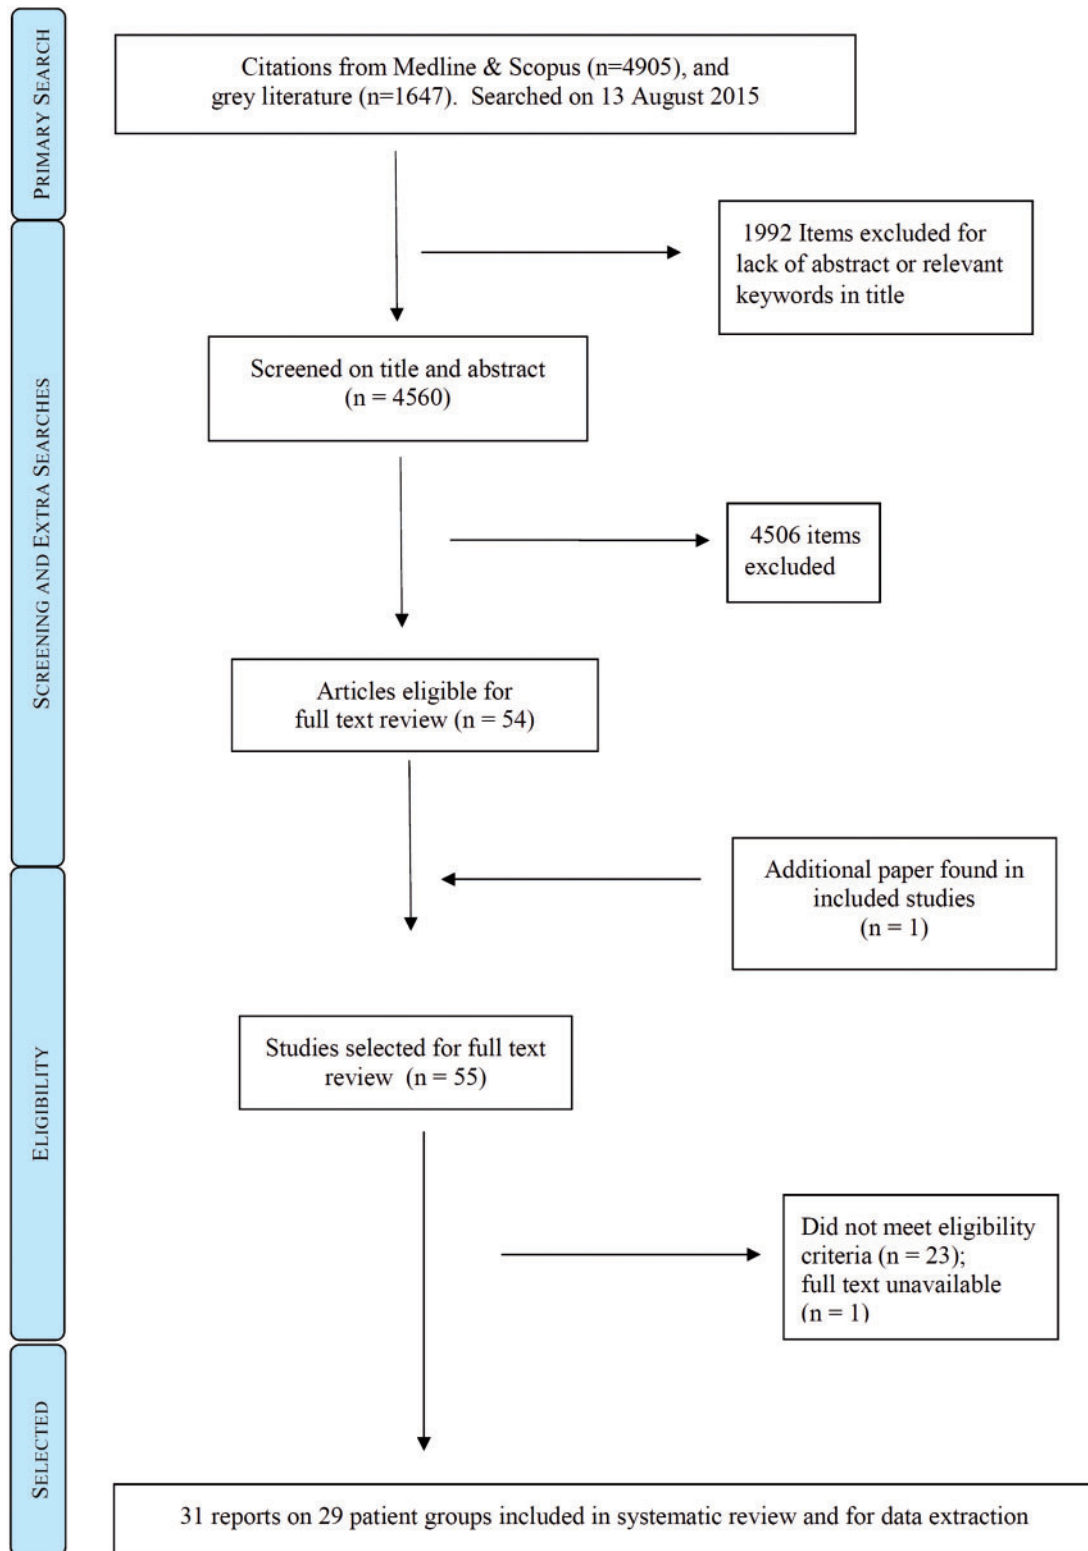 PRIMARY SEARCH
Citations from Medline & Scopus (n=4905), and
grey literature (n=1647). Searched on 13 August 2015
1992 Items excluded for
lack of abstract or relevant
keywords in title
SCREENING AND EXTRA SEARCHES
Screened on title and abstract
(n = 4560)
4506 items
excluded
Articles eligible for
full text review (n = 54)
Additional paper found in
included studies
(n = 1)
ELIGIBILITY
Studies selected for full text
review (n = 55)
Did not meet eligibility
criteria (n = 23);
full text unavailable
(n = 1)
SELECTED
31 reports on 29 patient groups included in systematic review and for data extraction